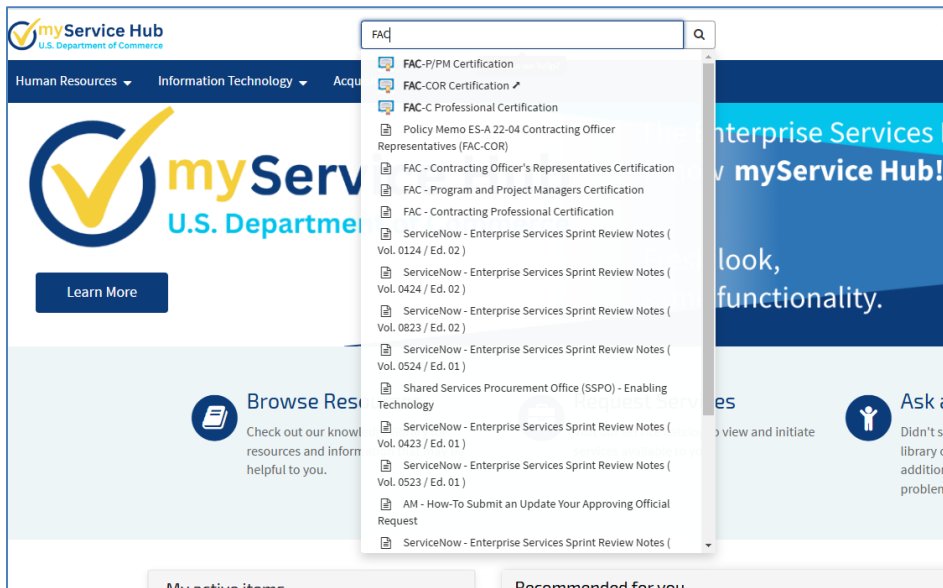 myService Hub
U.S. Department of Commerce
FAC
Human Resources
Information Technology
Acqu
FAC-P/PM Certification
FAC-COR Certification
FAC-C Professional Certification
Policy Memo ES-A 22-04 Contracting Officer
Representatives (FAC-COR)
FAC - Contracting Officer's Representatives Certification
FAC - Program and Project Managers Certification
FAC - Contracting Professional Certification
ServiceNow - Enterprise Services Sprint Review Notes (
Vol. 0124 / Ed. 02 )
ServiceNow - Enterprise Services Sprint Review Notes (
Vol. 0424 / Ed. 02 )
ServiceNow - Enterprise Services Sprint Review Notes (
Vol. 0823 / Ed. 02 )
ServiceNow - Enterprise Services Sprint Review Notes (
Vol. 0524 / Ed. 01 )
Shared Services Procurement Office (SSPO) - Enabling
Technology
ServiceNow - Enterprise Services Sprint Review Notes (
Vol. 0423 / Ed. 01 )
ServiceNow - Enterprise Services Sprint Review Notes (
Vol. 0523 / Ed. 01 )
AM - How-To Submit an Update Your Approving Official
Request
ServiceNow - Enterprise Services Sprint Review Notes (
myServ
U.S. Departme
Learn More
nterprise Services
myService Hub!
look,
functionality.
Browse Reso
Check out our knowl
resources and inform
helpful to you.
Request Services
to view and initiate
Ask a
Didn't s
library
addition
problem
My active items
Recommended for you